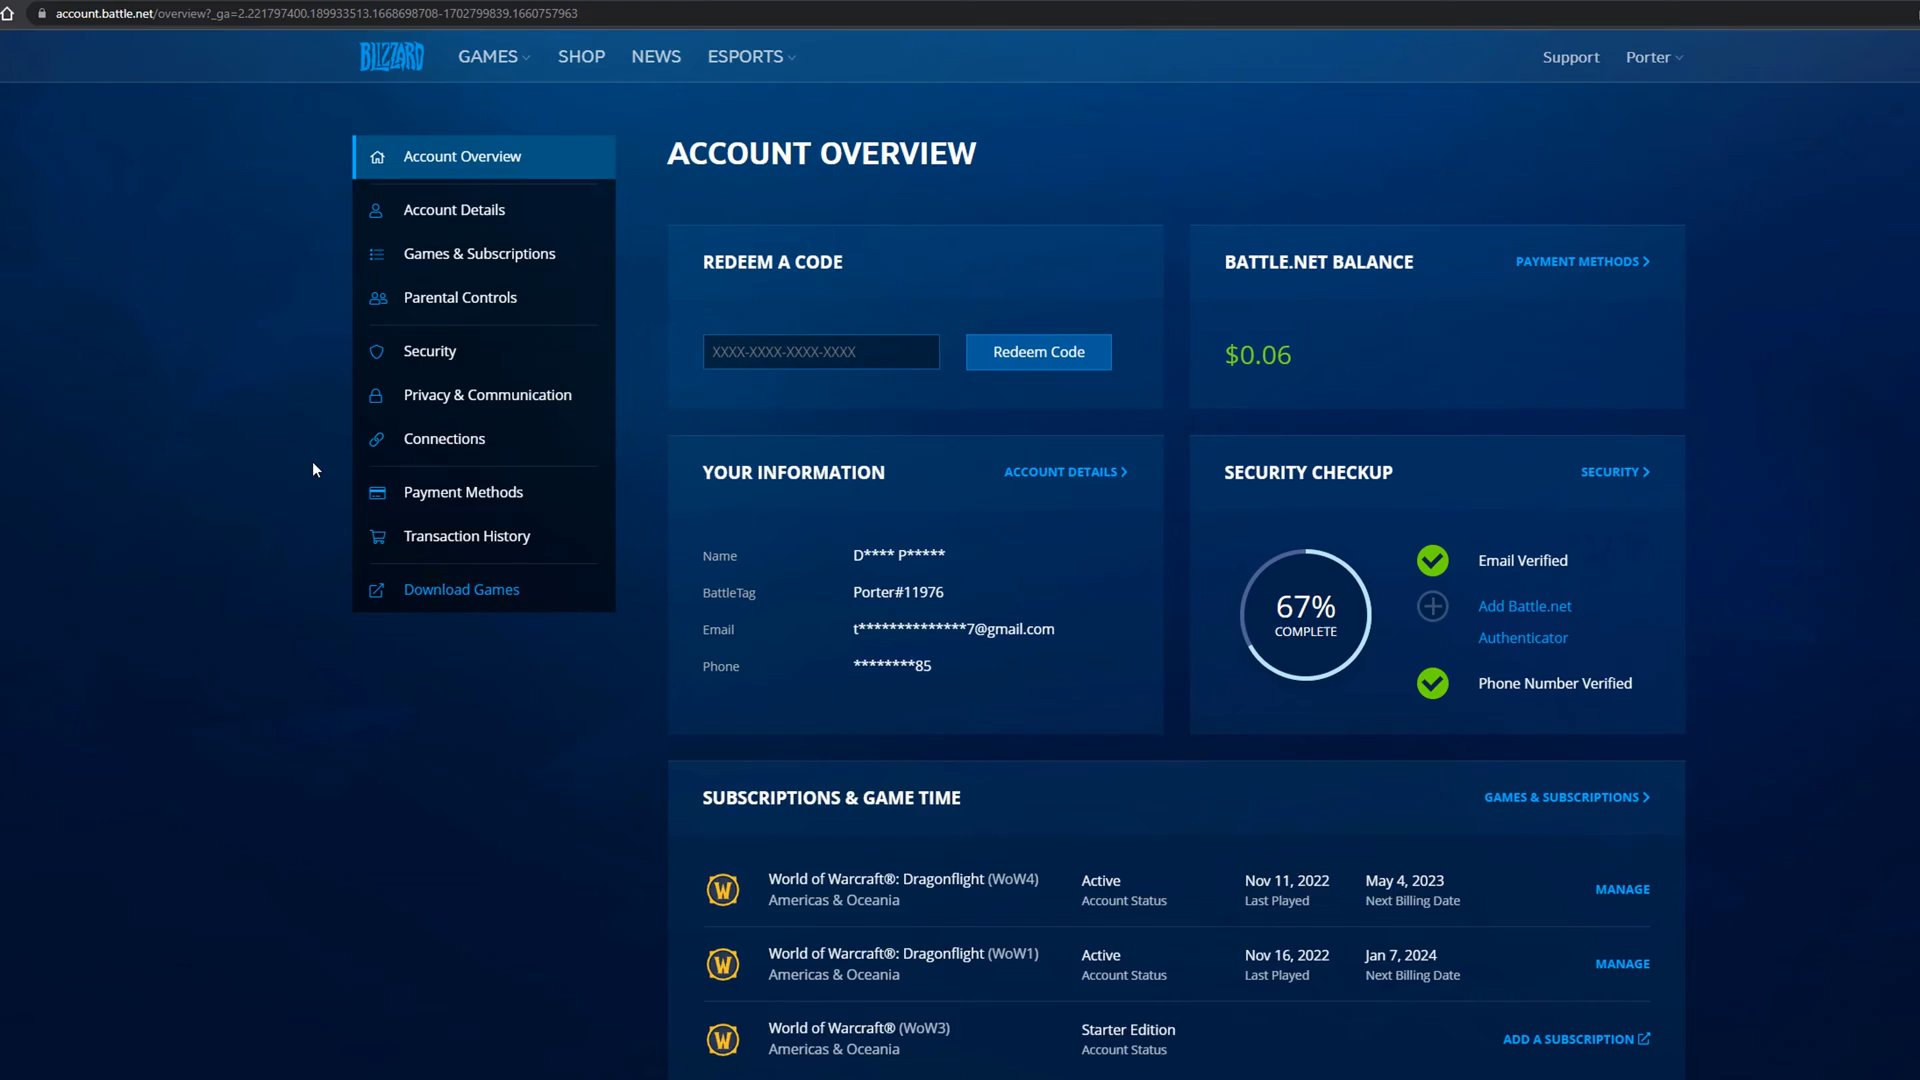 account.battle.net/overview?_ga=2.221797400.189933513.1668698708-1702799839.1660757963
BLIZZARD GAMES SHOP NEWS ESPORTS Support Porter
Account Overview
Account Details
Games & Subscriptions
Parental Controls
Security
Privacy & Communication
Connections
Payment Methods
Transaction History
Download Games
ACCOUNT OVERVIEW
REDEEM A CODE
XXXX-XXXX-XXXX-XXXX Redeem Code
BATTLE.NET BALANCE PAYMENT METHODS
$0.06
YOUR INFORMATION ACCOUNT DETAILS
Name D**** P*****
BattleTag Porter#11976
Email t**************7@gmail.com
Phone ********85
SECURITY CHECKUP SECURITY
67%
COMPLETE
Email Verified
Add Battle.net
Authenticator
Phone Number Verified
SUBSCRIPTIONS & GAME TIME GAMES & SUBSCRIPTIONS
World of Warcraft®: Dragonflight (WoW4) Active Nov 11, 2022 May 4, 2023 MANAGE
Americas & Oceania Account Status Last Played Next Billing Date
World of Warcraft®: Dragonflight (WoW1) Active Nov 16, 2022 Jan 7, 2024 MANAGE
Americas & Oceania Account Status Last Played Next Billing Date
World of Warcraft® (WoW3) Starter Edition ADD A SUBSCRIPTION
Americas & Oceania Account Status